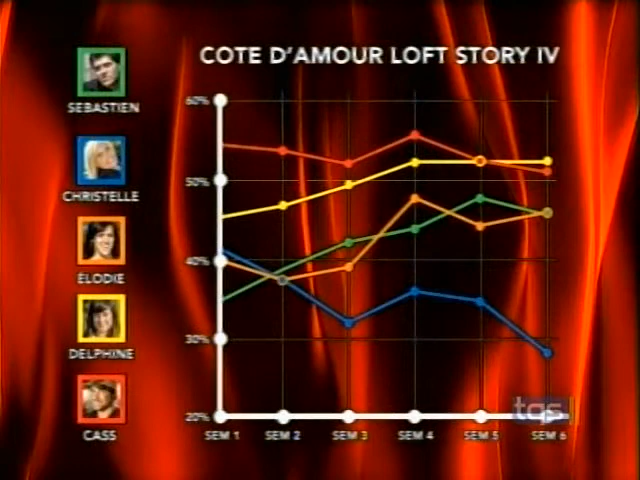 COTE D'AMOUR LOFT STORY IV
SEBASTIEN
CHRISTELLE
ÉLODIE
DELPHINE
CASS
60%
50%
40%
30%
20%
SEM 1 SEM 2 SEM 3 SEM 4 SEM 5 SEM 6
tqs